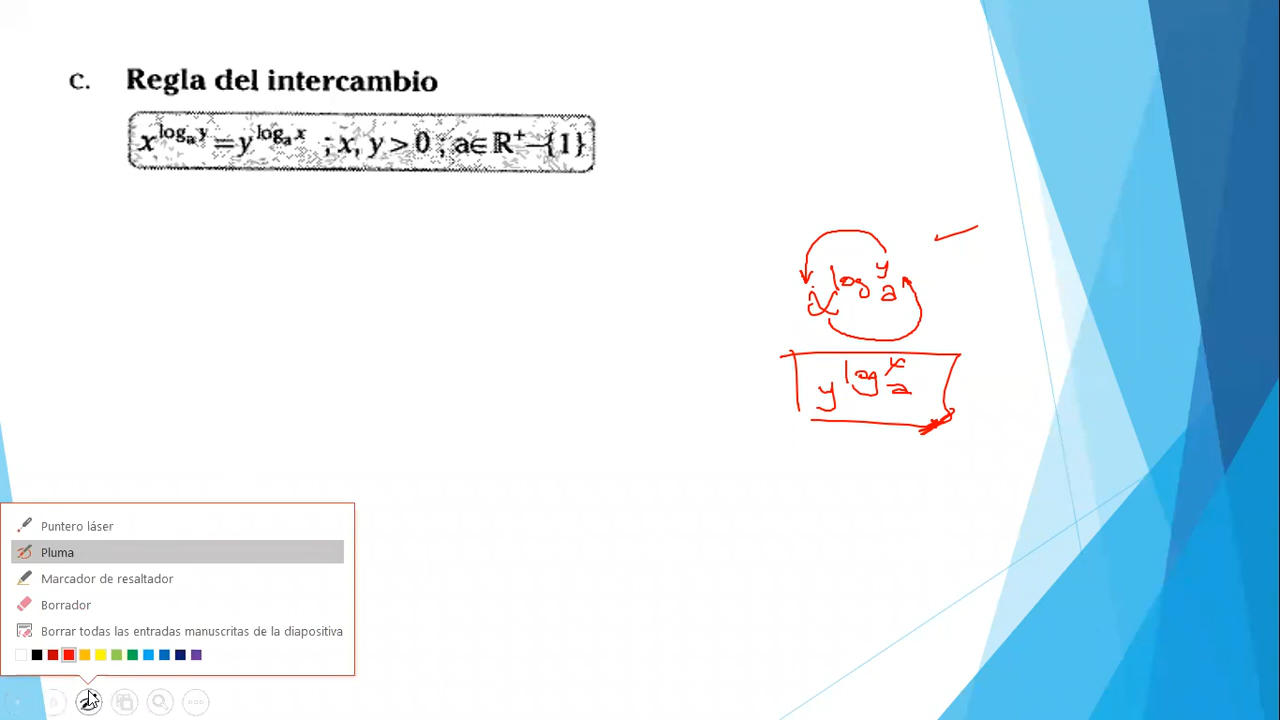 C. Regla del intercambio
x^{log_a y} = y^{log_a x} ; x, y > 0 ; a∈ℝ⁺−{1}
x^{log_a y}
y^{log_a x}
Puntero láser
Pluma
Marcador de resaltador
Borrador
Borrar todas las entradas manuscritas de la diapositiva